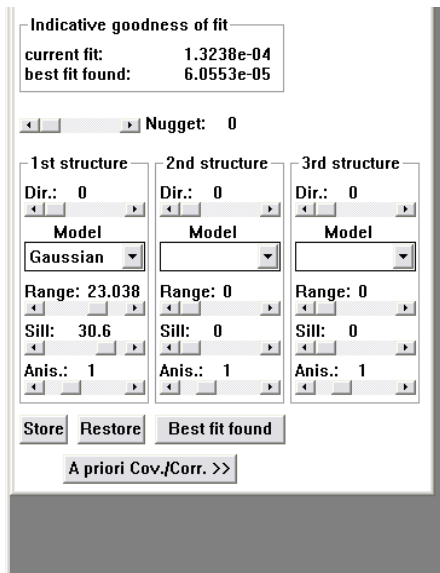 Indicative goodness of fit
current fit: 1.3238e-04
best fit found: 6.0553e-05
Nugget: 0
1st structure 2nd structure 3rd structure
Dir.: 0 Dir.: 0 Dir.: 0
Model Model Model
Gaussian
Range: 23.038 Range: 0 Range: 0
Sill: 30.6 Sill: 0 Sill: 0
Anis.: 1 Anis.: 1 Anis.: 1
Store Restore Best fit found
A priori Cov./Corr. >>